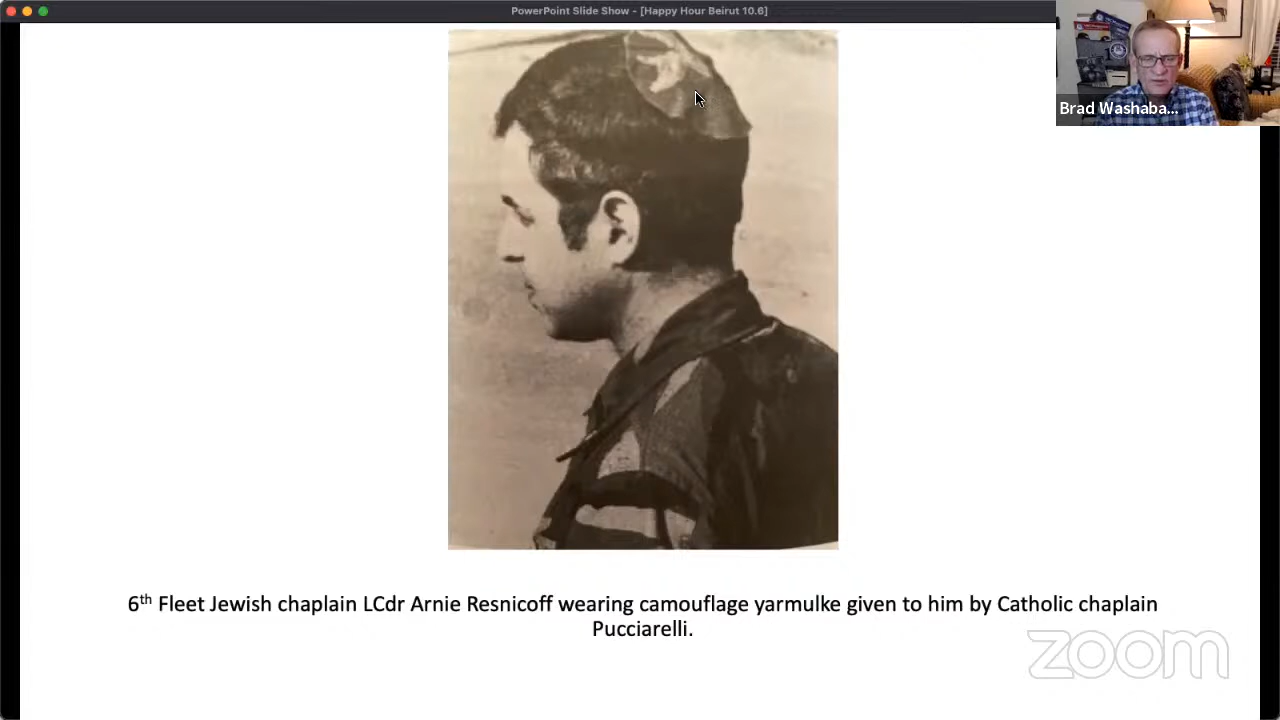 PowerPoint Slide Show - [Happy Hour Beirut 10.6]
Brad Washaba...
6th Fleet Jewish chaplain LCdr Arnie Resnicoff wearing camouflage yarmulke given to him by Catholic chaplain
Pucciarelli.
zoom